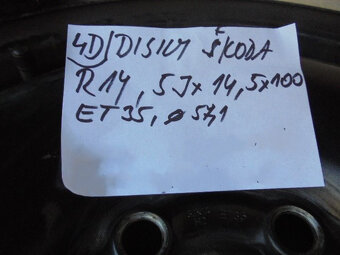 4D/DISKY ŠKODA
R14, 5Jx14, 5x100
ET35, ø57,1